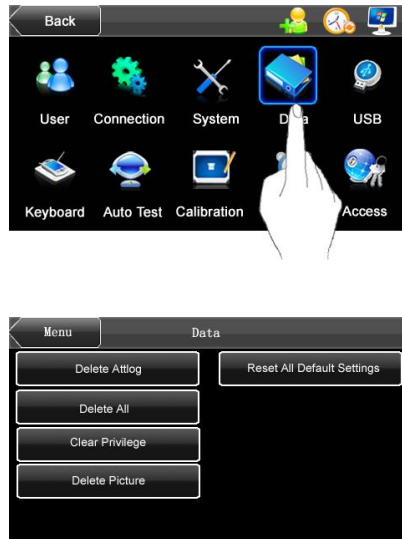 Back
User Connection System Data USB
Keyboard Auto Test Calibration Access
Menu Data
Delete Attlog Reset All Default Settings
Delete All
Clear Privilege
Delete Picture